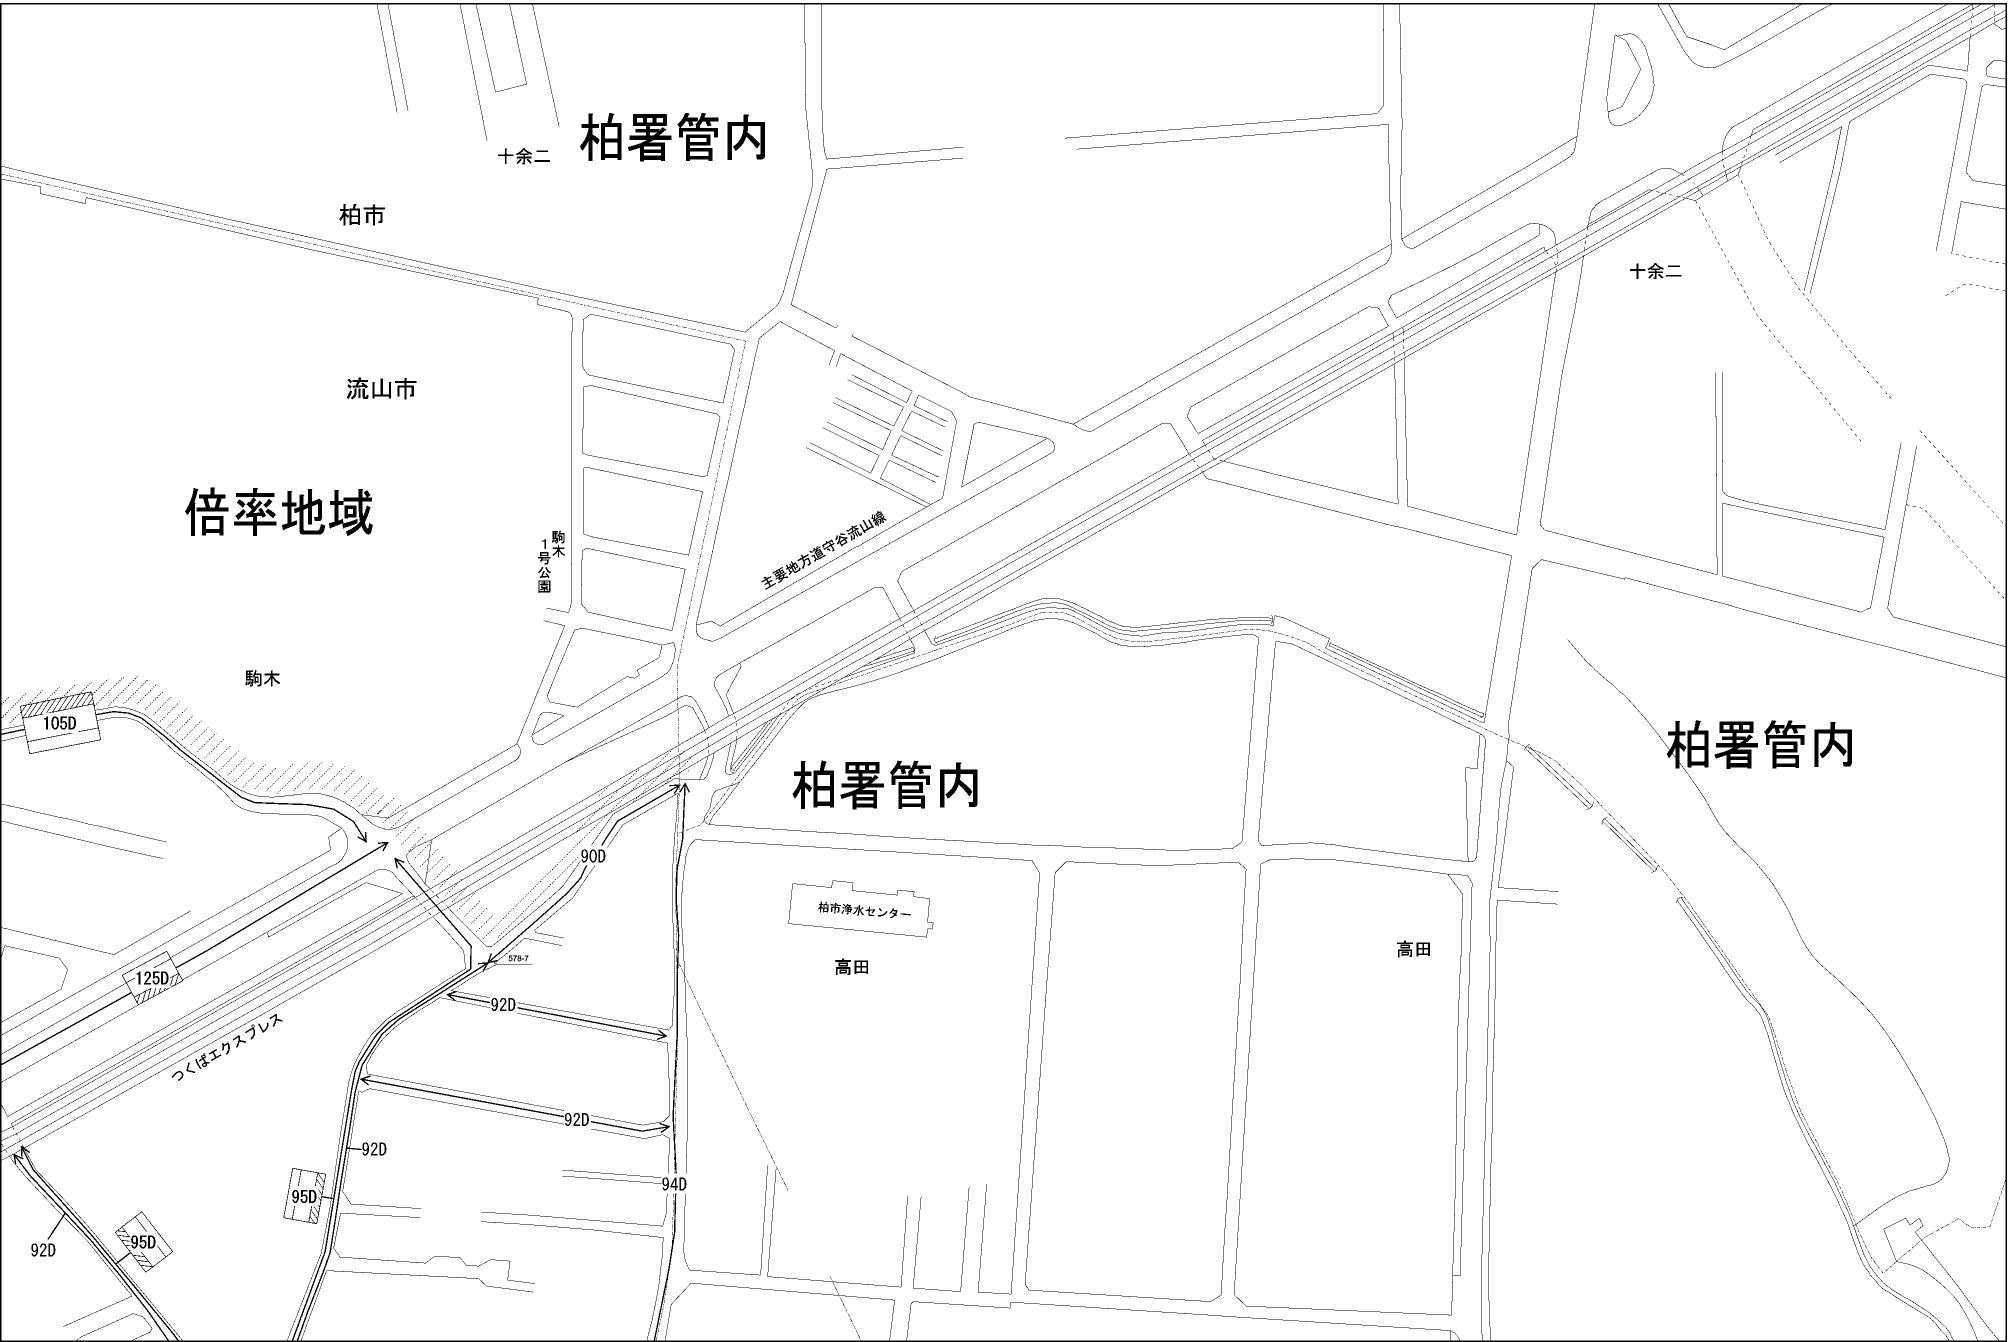 柏署管内
十余二
柏市
十余二
流山市
倍率地域
駒木
1号公園
主要地方道守谷流山線
駒木
105D
柏署管内
柏署管内
90D
柏市浄水センター
高田
高田
578-7
125D
92D
つくばエクスプレス
92D
92D
94D
95D
95D
92D